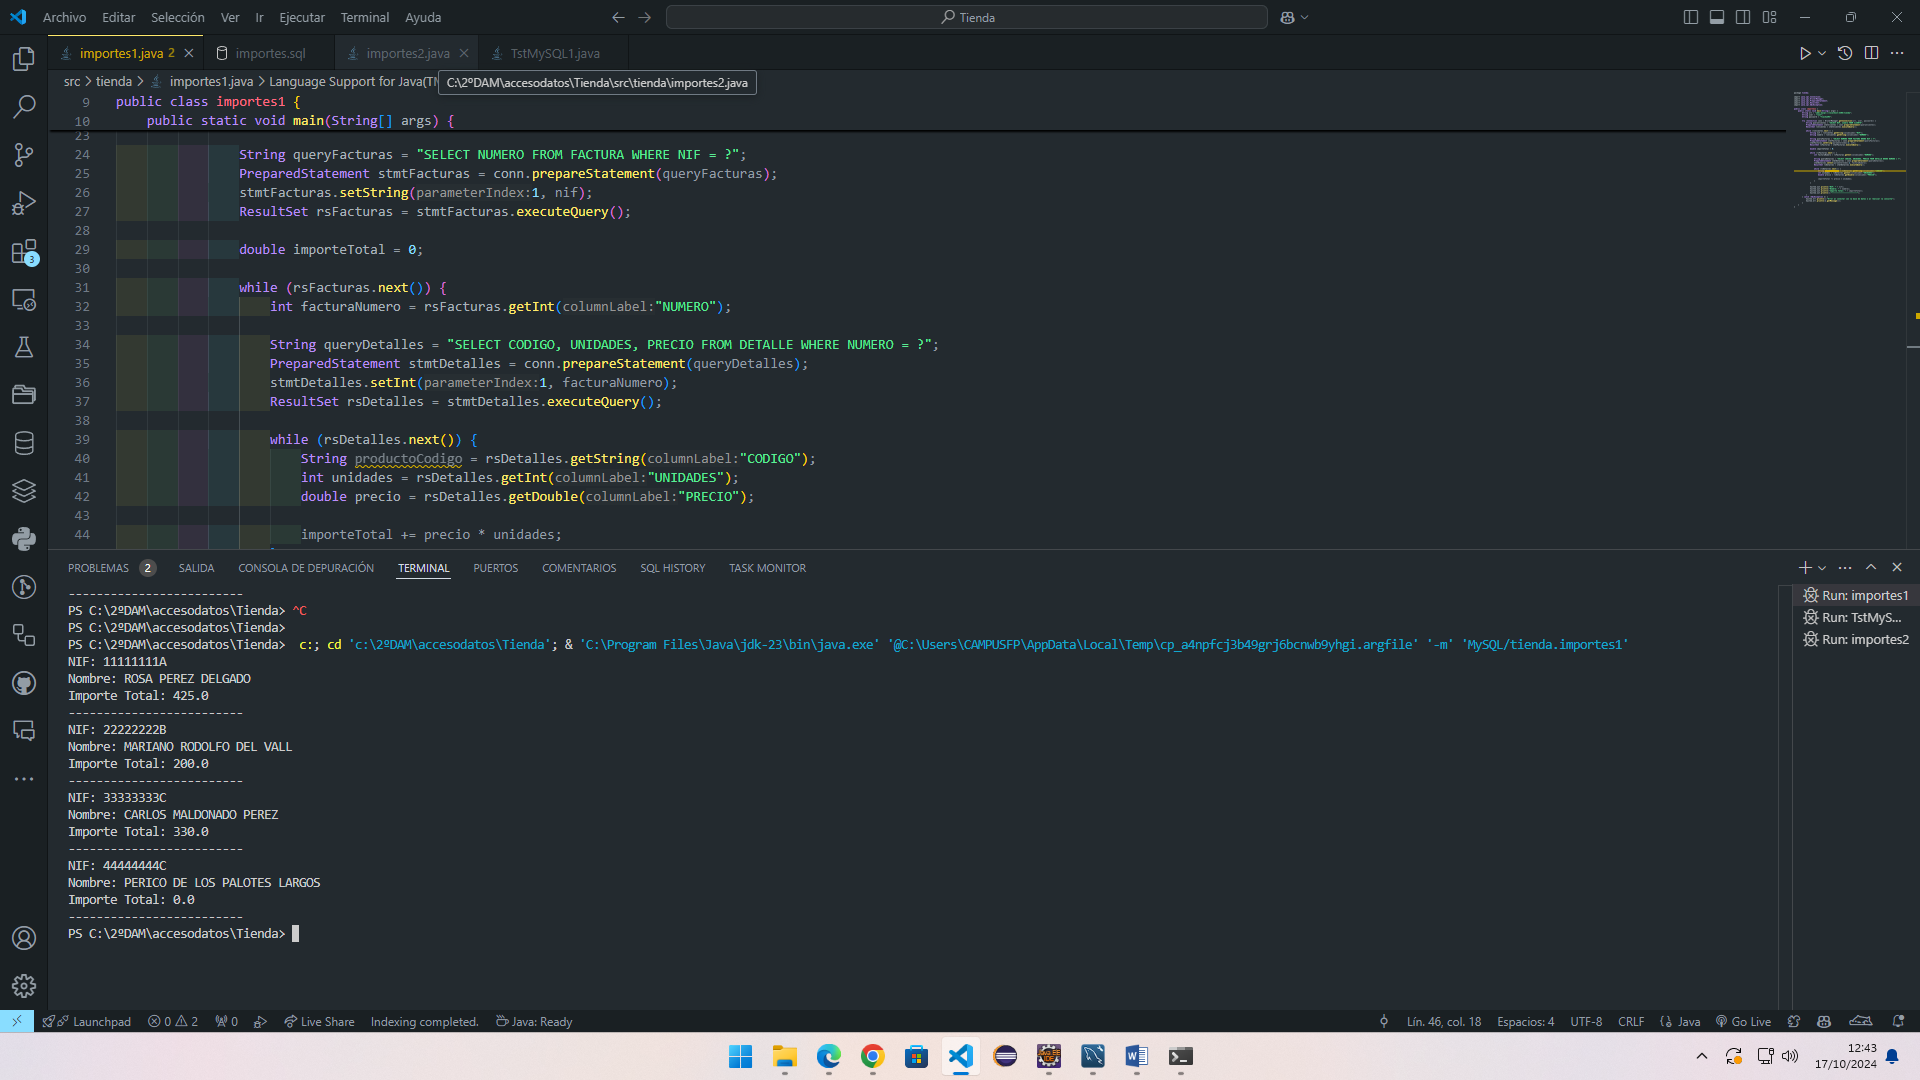 Archivo Editar Selección Ver Ir Ejecutar Terminal Ayuda
Tienda
importes1.java 2
importes.sql
importes2.java
TstMySQL1.java
src > tienda > importes1.java > Language Support for Java(TM
C:\2ºDAM\accesodatos\Tienda\src\tienda\importes2.java
9 public class importes1 {
10 public static void main(String[] args) {
23
24 String queryFacturas = "SELECT NUMERO FROM FACTURA WHERE NIF = ?";
25 PreparedStatement stmtFacturas = conn.prepareStatement(queryFacturas);
26 stmtFacturas.setString(parameterIndex:1, nif);
27 ResultSet rsFacturas = stmtFacturas.executeQuery();
28
29 double importeTotal = 0;
30
31 while (rsFacturas.next()) {
32 int facturaNumero = rsFacturas.getInt(columnLabel:"NUMERO");
33
34 String queryDetalles = "SELECT CODIGO, UNIDADES, PRECIO FROM DETALLE WHERE NUMERO = ?";
35 PreparedStatement stmtDetalles = conn.prepareStatement(queryDetalles);
36 stmtDetalles.setInt(parameterIndex:1, facturaNumero);
37 ResultSet rsDetalles = stmtDetalles.executeQuery();
38
39 while (rsDetalles.next()) {
40 String productoCodigo = rsDetalles.getString(columnLabel:"CODIGO");
41 int unidades = rsDetalles.getInt(columnLabel:"UNIDADES");
42 double precio = rsDetalles.getDouble(columnLabel:"PRECIO");
43
44 importeTotal += precio * unidades;
PROBLEMAS 2 SALIDA CONSOLA DE DEPURACIÓN TERMINAL PUERTOS COMENTARIOS SQL HISTORY TASK MONITOR
-------------------------
PS C:\2ºDAM\accesodatos\Tienda> ^C
PS C:\2ºDAM\accesodatos\Tienda>
PS C:\2ºDAM\accesodatos\Tienda> c:; cd 'c:\2ºDAM\accesodatos\Tienda'; & 'C:\Program Files\Java\jdk-23\bin\java.exe' '@C:\Users\CAMPUSFP\AppData\Local\Temp\cp_a4npfcj3b49grj6bcnwb9yhgi.argfile' '-m' 'MySQL/tienda.importes1'
NIF: 11111111A
Nombre: ROSA PEREZ DELGADO
Importe Total: 425.0
-------------------------
NIF: 22222222B
Nombre: MARIANO RODOLFO DEL VALL
Importe Total: 200.0
-------------------------
NIF: 33333333C
Nombre: CARLOS MALDONADO PEREZ
Importe Total: 330.0
-------------------------
NIF: 44444444C
Nombre: PERICO DE LOS PALOTES LARGOS
Importe Total: 0.0
-------------------------
PS C:\2ºDAM\accesodatos\Tienda>
Run: importes1
Run: TstMyS...
Run: importes2
3
Launchpad 0 2 0 Live Share Indexing completed. Java: Ready
Lín. 46, col. 18 Espacios: 4 UTF-8 CRLF {} Java Go Live
12:43
17/10/2024